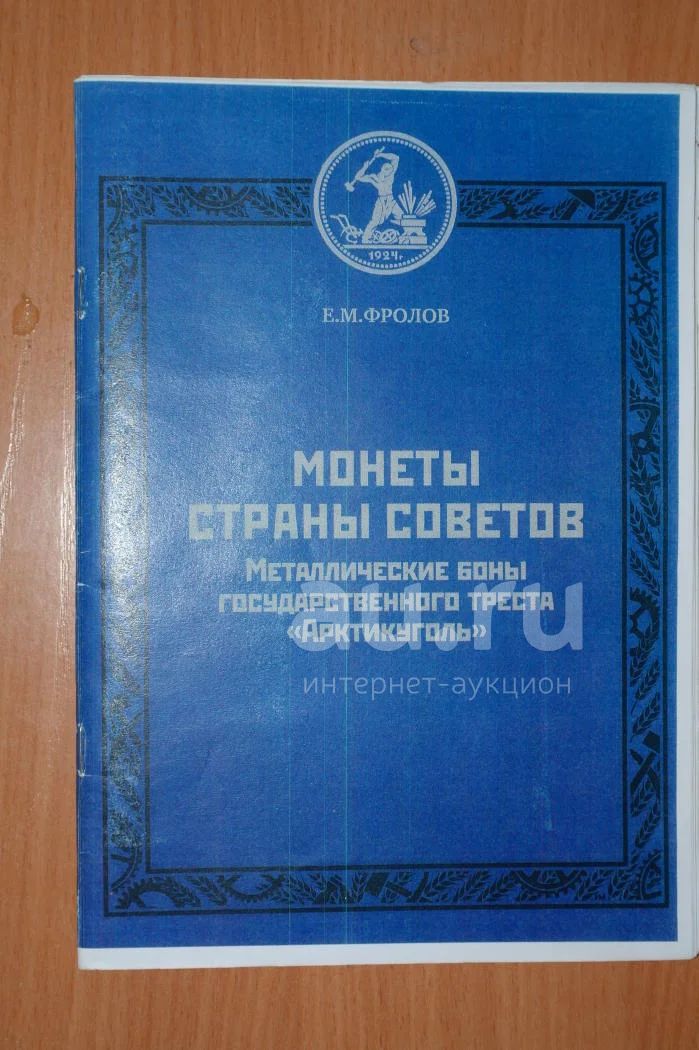 1924г
Е.М.ФРОЛОВ
МОНЕТЫ
СТРАНЫ СОВЕТОВ
МЕТАЛЛИЧЕСКИЕ БОНЫ
ГОСУДАРСТВЕННОГО ТРЕСТА
«АРКТИКУГОЛЬ»
au.ru
интернет-аукцион